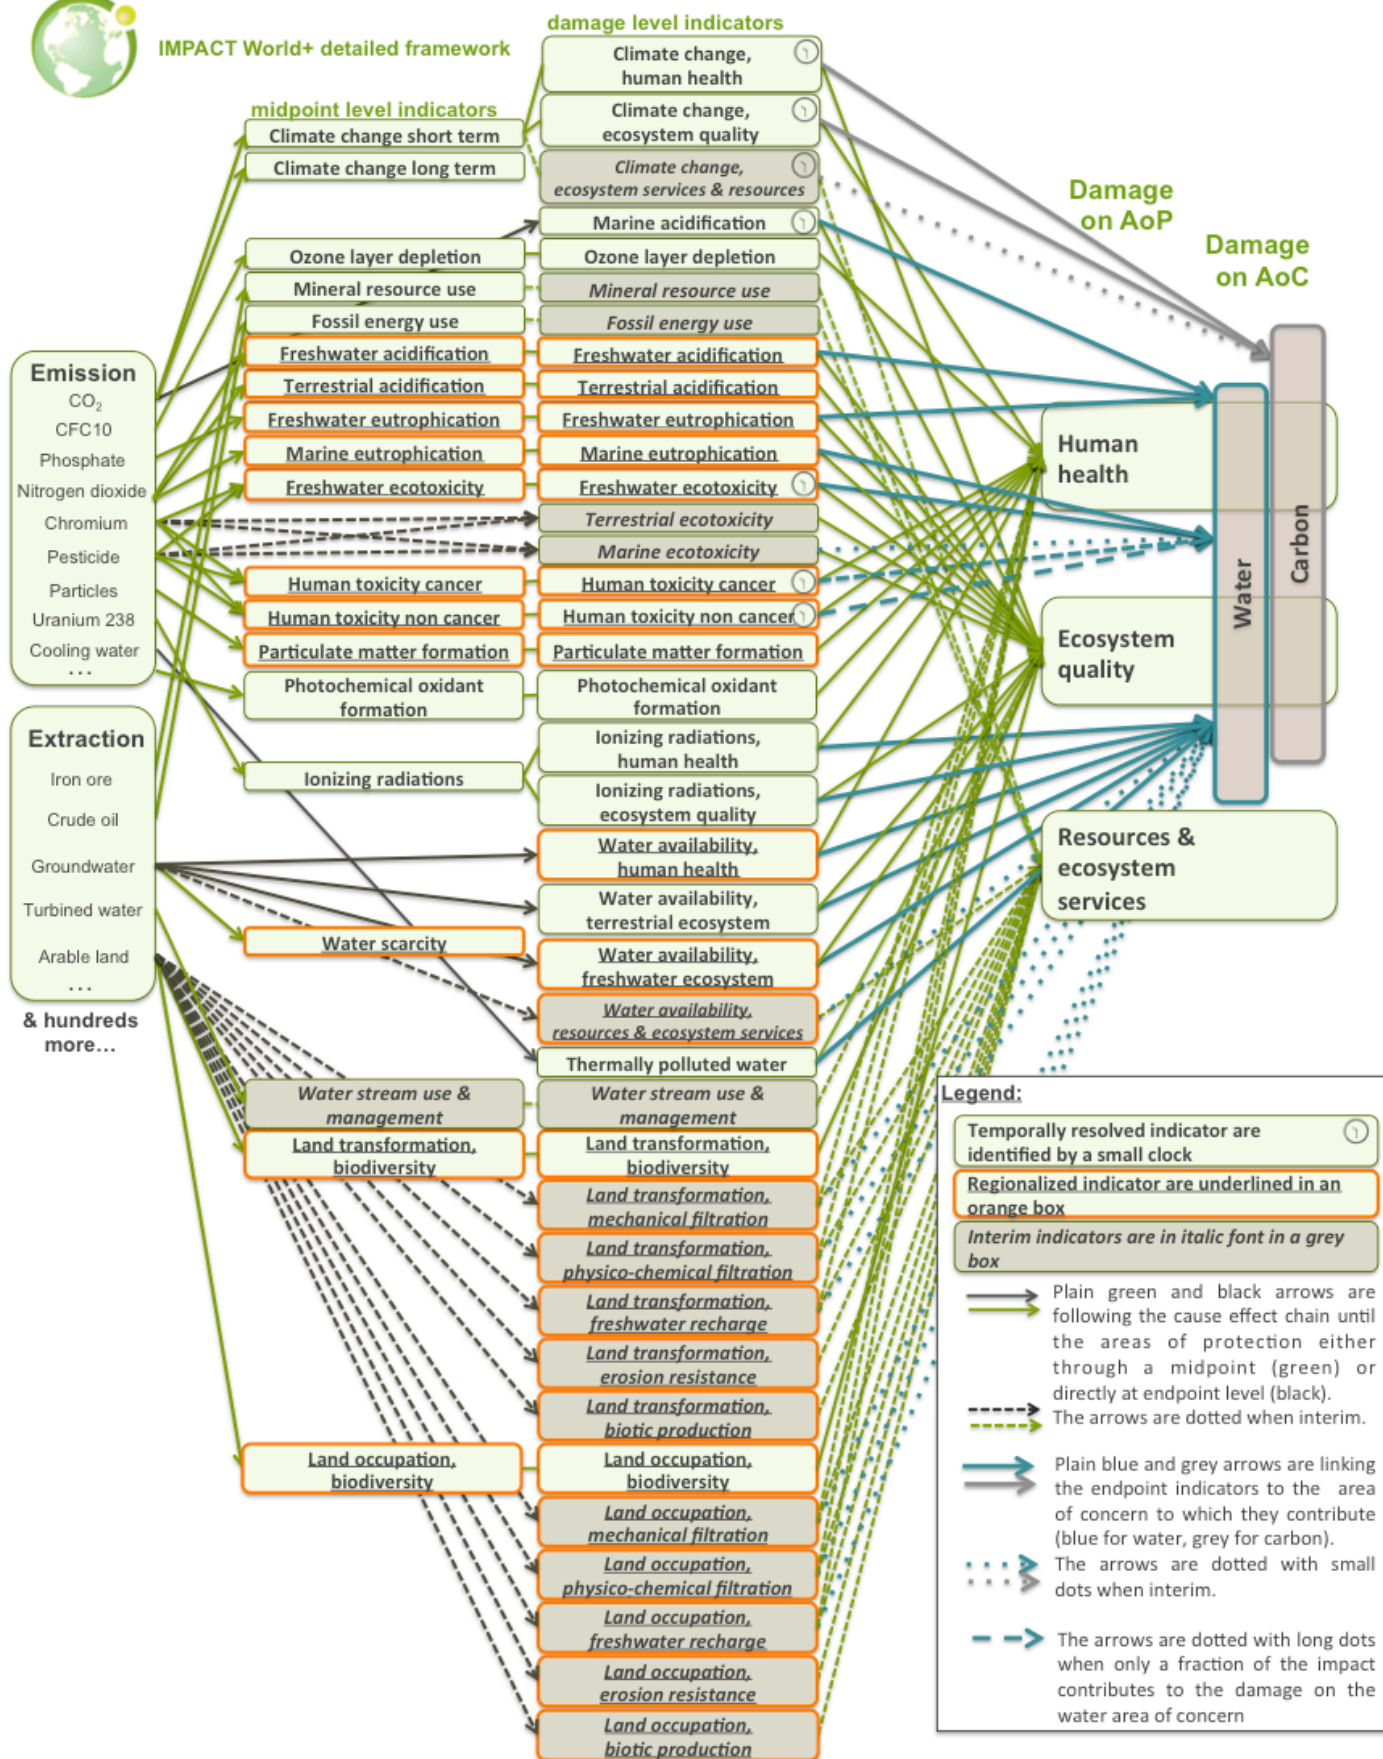 IMPACT World+ detailed framework
damage level indicators
midpoint level indicators
Climate change,
human health
Climate change,
ecosystem quality
Climate change short term
Climate change long term
Climate change,
ecosystem services & resources
Marine acidification
Ozone layer depletion
Ozone layer depletion
Mineral resource use
Mineral resource use
Fossil energy use
Fossil energy use
Freshwater acidification
Freshwater acidification
Terrestrial acidification
Terrestrial acidification
Freshwater eutrophication
Freshwater eutrophication
Marine eutrophication
Marine eutrophication
Freshwater ecotoxicity
Freshwater ecotoxicity
Terrestrial ecotoxicity
Marine ecotoxicity
Human toxicity cancer
Human toxicity cancer
Human toxicity non cancer
Human toxicity non cancer
Particulate matter formation
Particulate matter formation
Photochemical oxidant
formation
Photochemical oxidant
formation
Ionizing radiations,
human health
Ionizing radiations
Ionizing radiations,
ecosystem quality
Water availability,
human health
Water availability,
terrestrial ecosystem
Water scarcity
Water availability,
freshwater ecosystem
Water availability,
resources & ecosystem services
Thermally polluted water
Water stream use &
management
Water stream use &
management
Land transformation,
biodiversity
Land transformation,
biodiversity
Land transformation,
mechanical filtration
Land transformation,
physico-chemical filtration
Land transformation,
freshwater recharge
Land transformation,
erosion resistance
Land transformation,
biotic production
Land occupation,
biodiversity
Land occupation,
biodiversity
Land occupation,
mechanical filtration
Land occupation,
physico-chemical filtration
Land occupation,
freshwater recharge
Land occupation,
erosion resistance
Land occupation,
biotic production
Emission
CO₂
CFC10
Phosphate
Nitrogen dioxide
Chromium
Pesticide
Particles
Uranium 238
Cooling water
...
Extraction
Iron ore
Crude oil
Groundwater
Turbined water
Arable land
...
& hundreds
more...
Damage
on AoP
Damage
on AoC
Human
health
Ecosystem
quality
Resources &
ecosystem
services
Water
Carbon
Legend:
Temporally resolved indicator are
identified by a small clock
Regionalized indicator are underlined in an
orange box
Interim indicators are in italic font in a grey
box
Plain green and black arrows are
following the cause effect chain until
the areas of protection either
through a midpoint (green) or
directly at endpoint level (black).
The arrows are dotted when interim.
Plain blue and grey arrows are linking
the endpoint indicators to the area
of concern to which they contribute
(blue for water, grey for carbon).
The arrows are dotted with small
dots when interim.
The arrows are dotted with long dots
when only a fraction of the impact
contributes to the damage on the
water area of concern